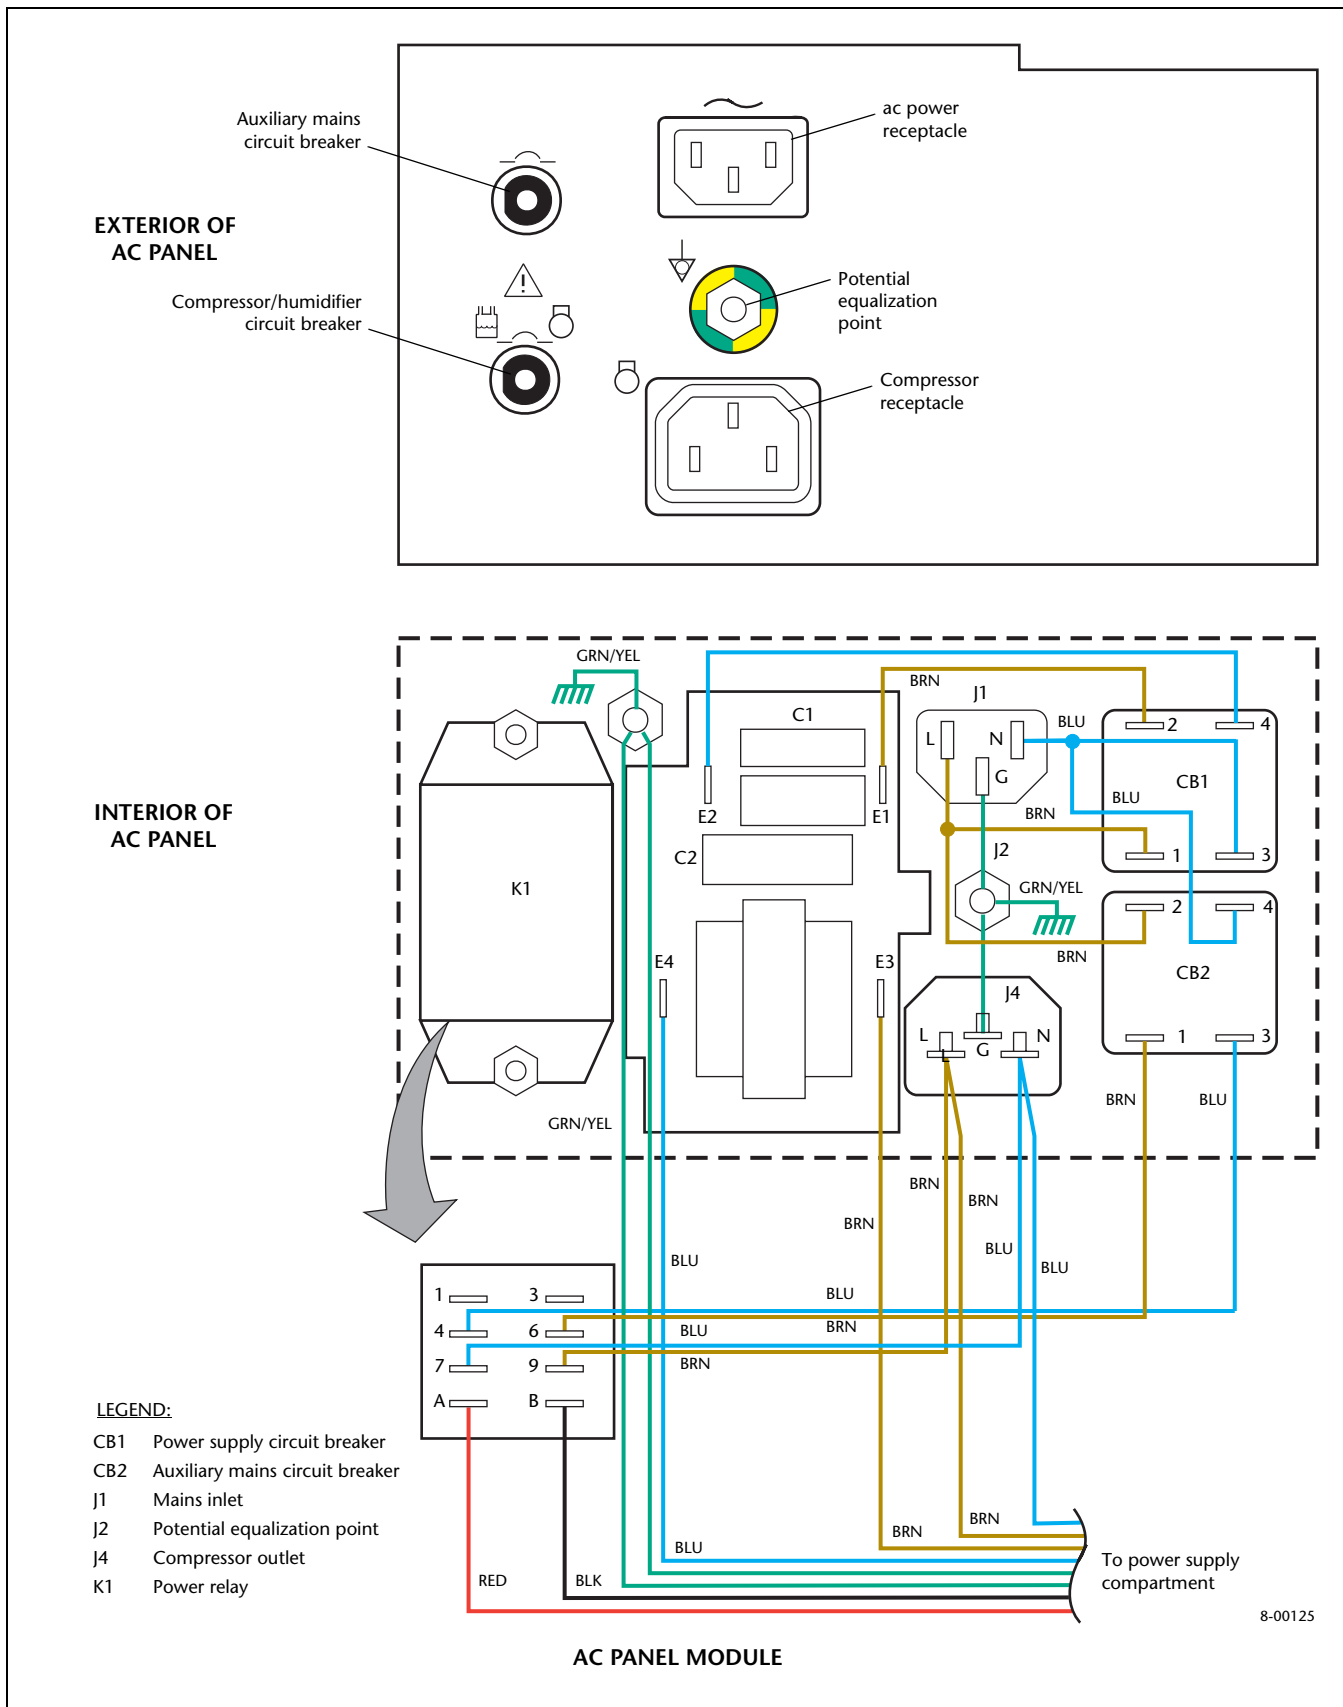 Auxiliary mains
circuit breaker
ac power
receptacle
EXTERIOR OF
AC PANEL
Compressor/humidifier
circuit breaker
!
Potential
equalization
point
Compressor
receptacle
INTERIOR OF
AC PANEL
GRN/YEL
BRN
J1
C1
BLU
2
4
L
N
G
CB1
BLU
E2
E1
BRN
J2
1
3
C2
K1
GRN/YEL
2
4
BRN
E4
E3
CB2
J4
L
L
G
N
1
3
BRN
BLU
GRN/YEL
BRN
BRN
BRN
BLU
BLU
BLU
1
3
BLU
4
6
BLU
BRN
7
9
BRN
A
B
LEGEND:
CB1 Power supply circuit breaker
CB2 Auxiliary mains circuit breaker
J1 Mains inlet
J2 Potential equalization point
J4 Compressor outlet
K1 Power relay
BRN
BRN
BLU
RED
BLK
To power supply
compartment
8-00125
AC PANEL MODULE